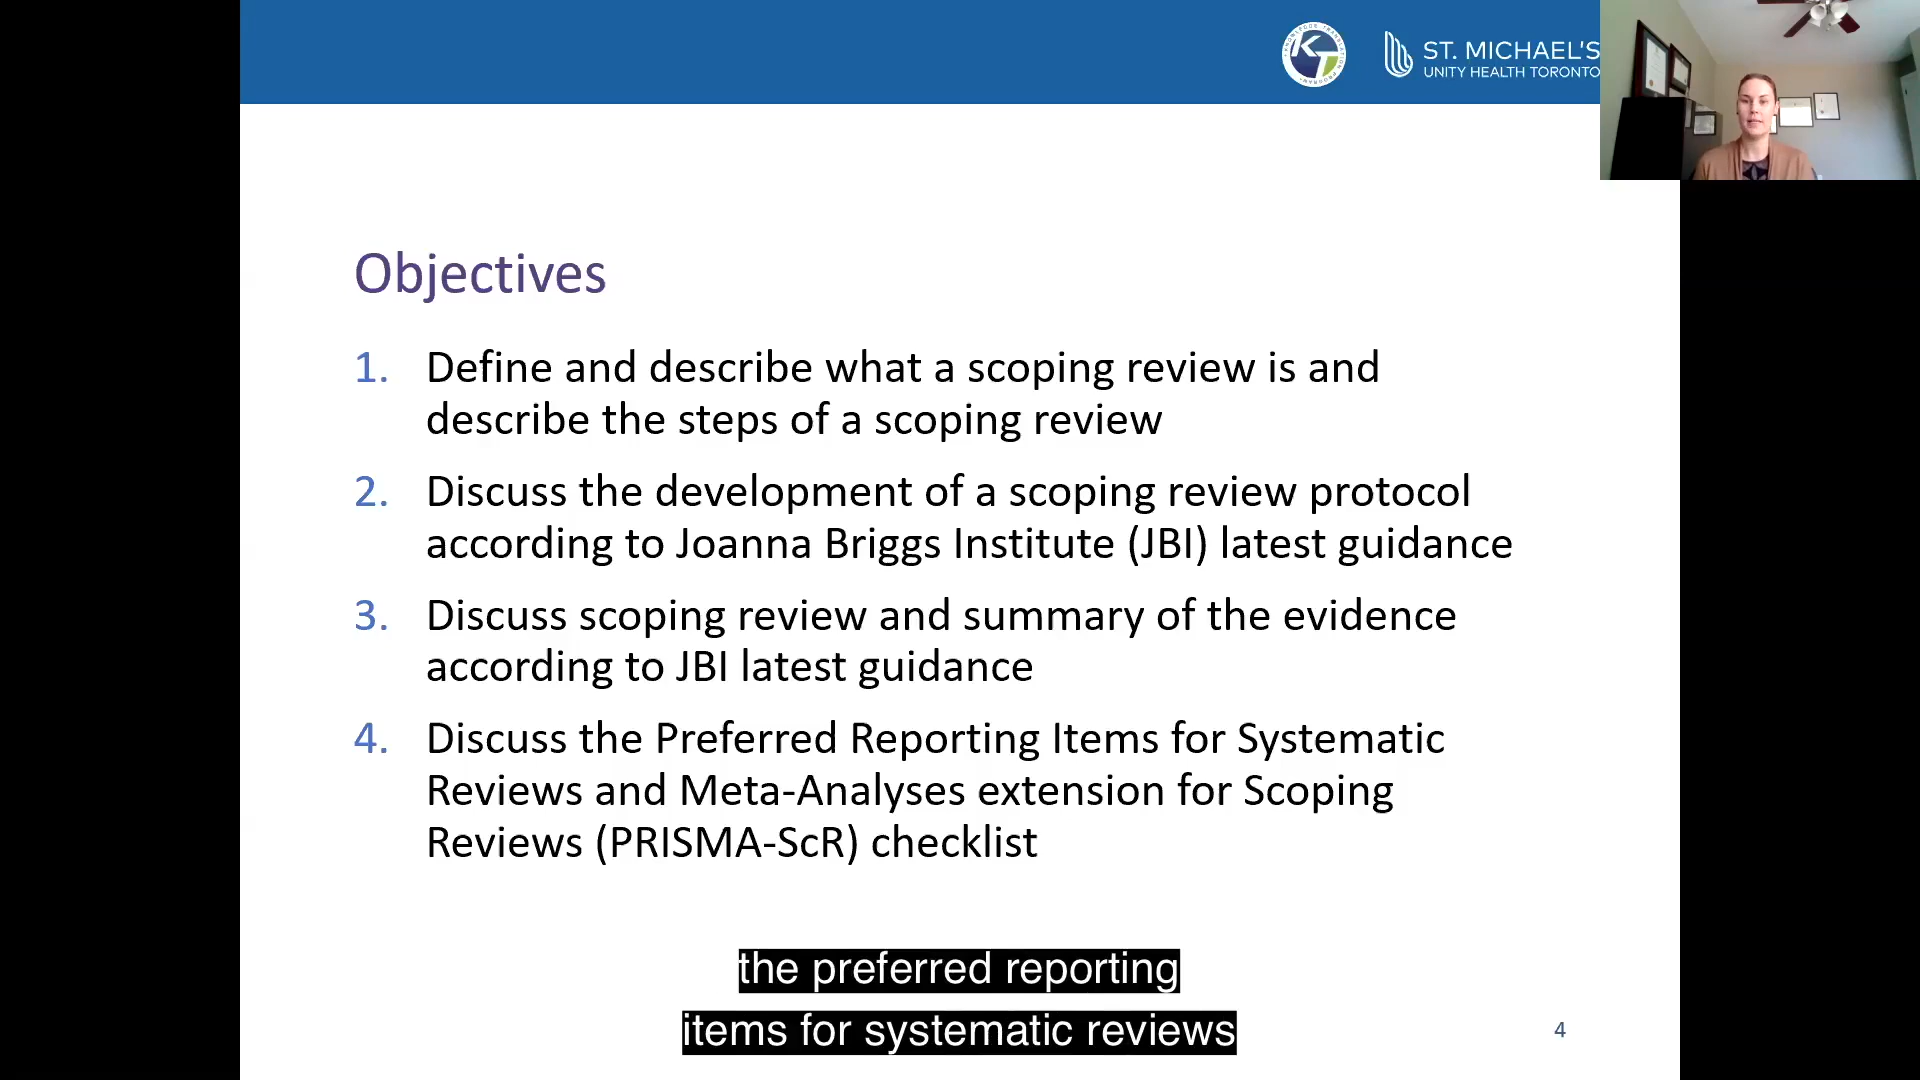 KT
KNOWLEDGE TRANSLATION PROGRAM
ST. MICHAEL'S
UNITY HEALTH TORONTO
Objectives
1. Define and describe what a scoping review is and
describe the steps of a scoping review
2. Discuss the development of a scoping review protocol
according to Joanna Briggs Institute (JBI) latest guidance
3. Discuss scoping review and summary of the evidence
according to JBI latest guidance
4. Discuss the Preferred Reporting Items for Systematic
Reviews and Meta-Analyses extension for Scoping
Reviews (PRISMA-ScR) checklist
the preferred reporting
items for systematic reviews
4